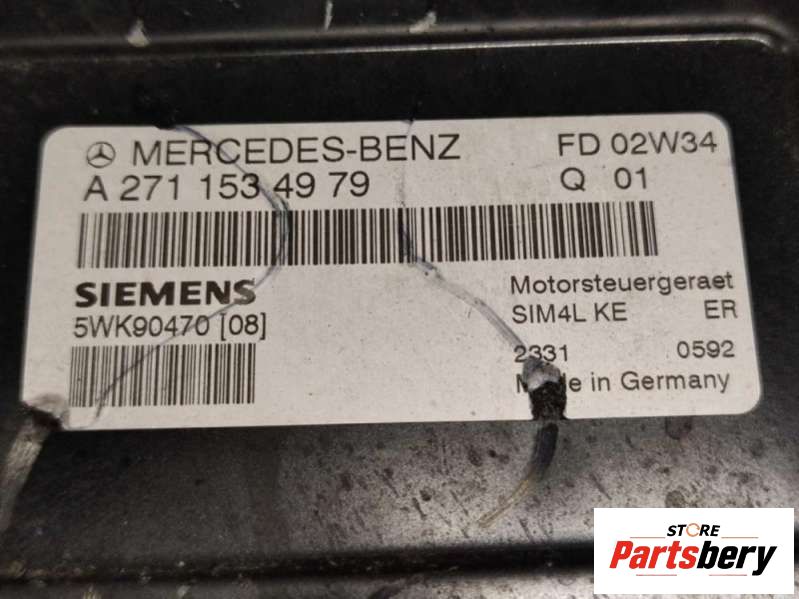 MERCEDES-BENZ FD 02W34
A 271 153 49 79 Q 01
SIEMENS Motorsteuergeraet
5WK90470 [08] SIM4L KE ER
2331 0592
Made in Germany
STORE
Partsbery